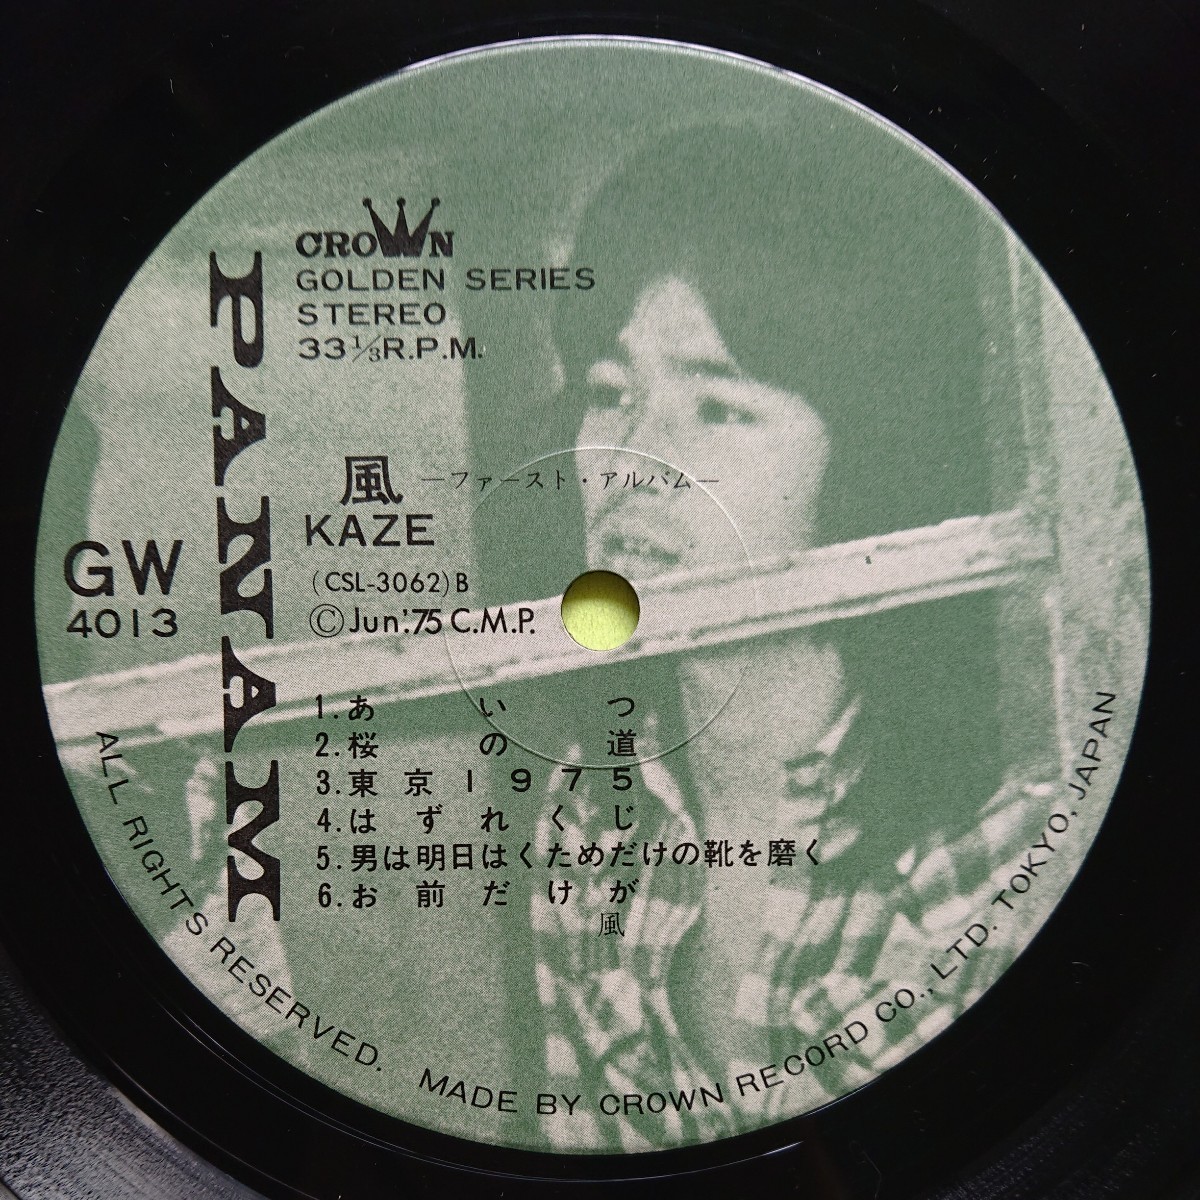 CROWN
GOLDEN SERIES
STEREO
33 1/3 R.P.M.
PANAM
風 —ファースト・アルバム—
KAZE
GW
4013
(CSL-3062)B
©Jun.'75 C.M.P.
1.あいつ
2.桜の道
3.東京1975
4.はずれくじ
5.男は明日はくためだけの靴を磨く
6.お前だけが
風
ALL RIGHTS RESERVED. MADE BY CROWN RECORD CO., LTD. TOKYO, JAPAN